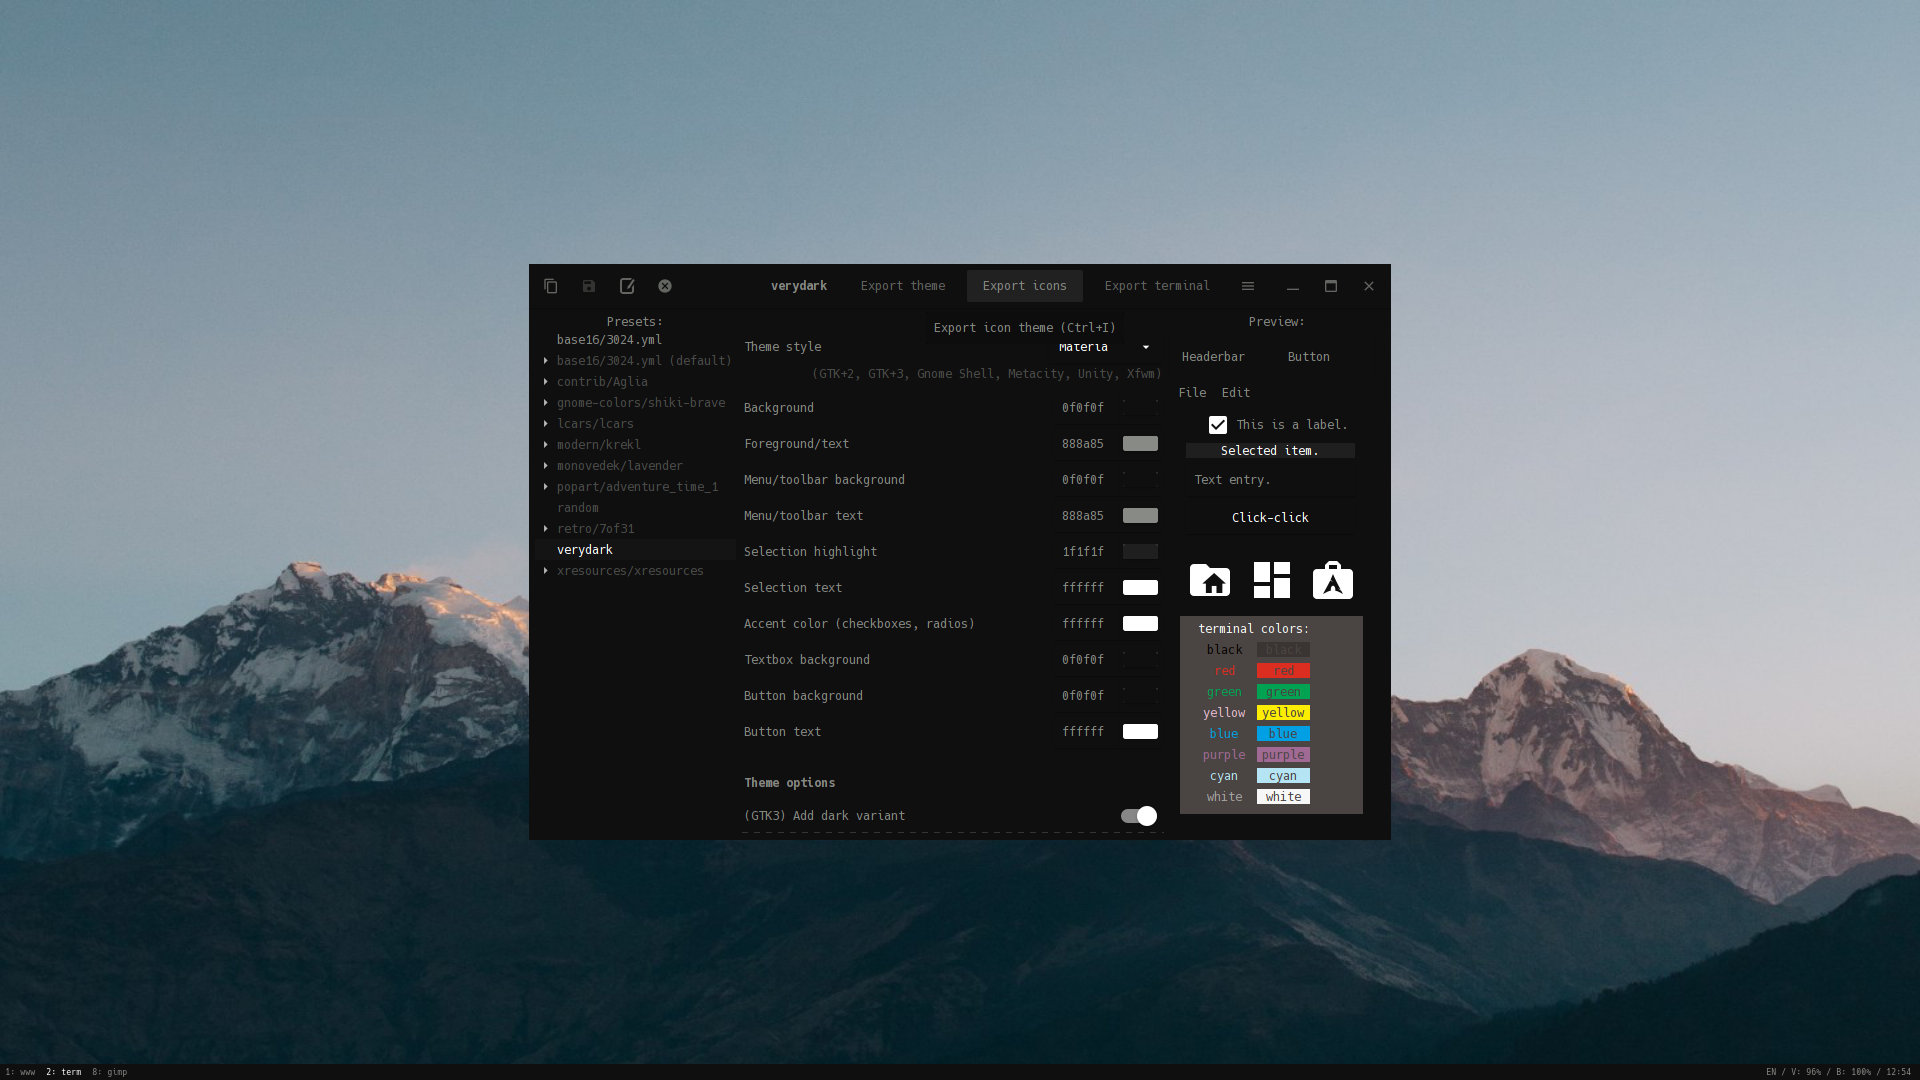 verydark Export theme Export icons Export terminal
Presets:
base16/3024.yml
base16/3024.yml (default)
contrib/Aglia
gnome-colors/shiki-brave
lcars/lcars
modern/krekl
monovedek/lavender
popart/adventure_time_1
random
retro/7of31
verydark
xresources/xresources
Export icon theme (Ctrl+I)
Theme style Materia
(GTK+2, GTK+3, Gnome Shell, Metacity, Unity, Xfwm)
Background 0f0f0f
Foreground/text 888a85
Menu/toolbar background 0f0f0f
Menu/toolbar text 888a85
Selection highlight 1f1f1f
Selection text ffffff
Accent color (checkboxes, radios) ffffff
Textbox background 0f0f0f
Button background 0f0f0f
Button text ffffff
Theme options
(GTK3) Add dark variant
Preview:
Headerbar Button
File Edit
This is a label.
Selected item.
Text entry.
Click-click
terminal colors:
black black
red red
green green
yellow yellow
blue blue
purple purple
cyan cyan
white white
1: www 2: term 8: gimp
EN / V: 96% / B: 100% / 12:54